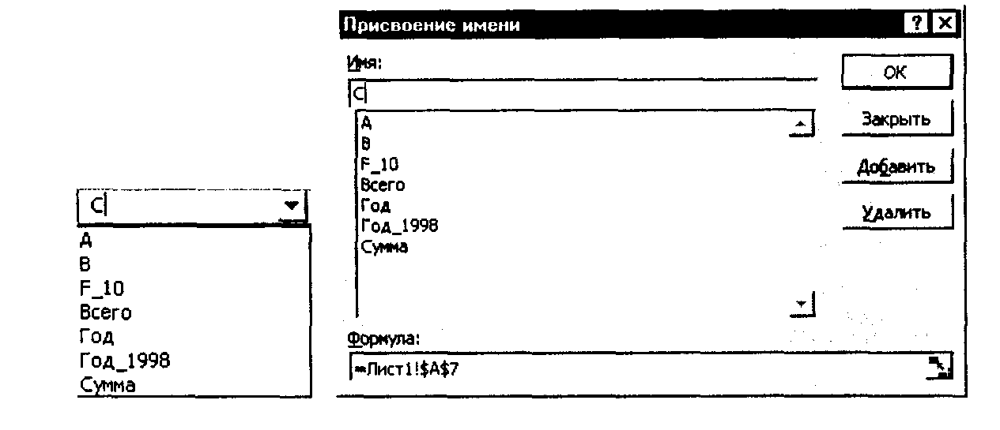 С
А
В
F_10
Всего
Год
Год_1998
Сумма
Присвоение имени
Имя:
С
А
В
F_10
Всего
Год
Год_1998
Сумма
Формула:
=Лист1!$A$7
ОК
Закрыть
Добавить
Удалить